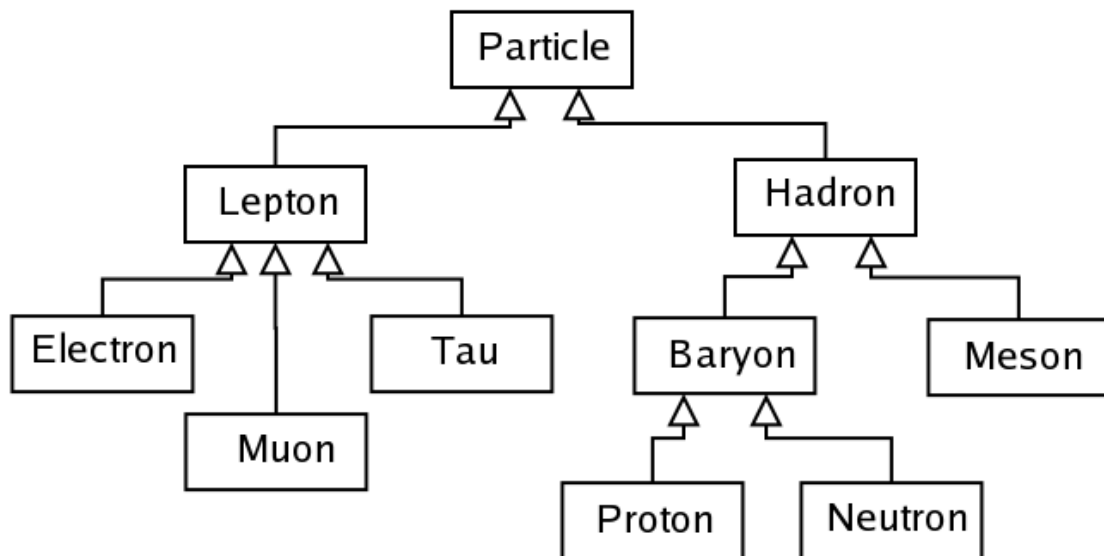 Particle
Lepton
Hadron
Electron
Tau
Baryon
Meson
Muon
Proton
Neutron